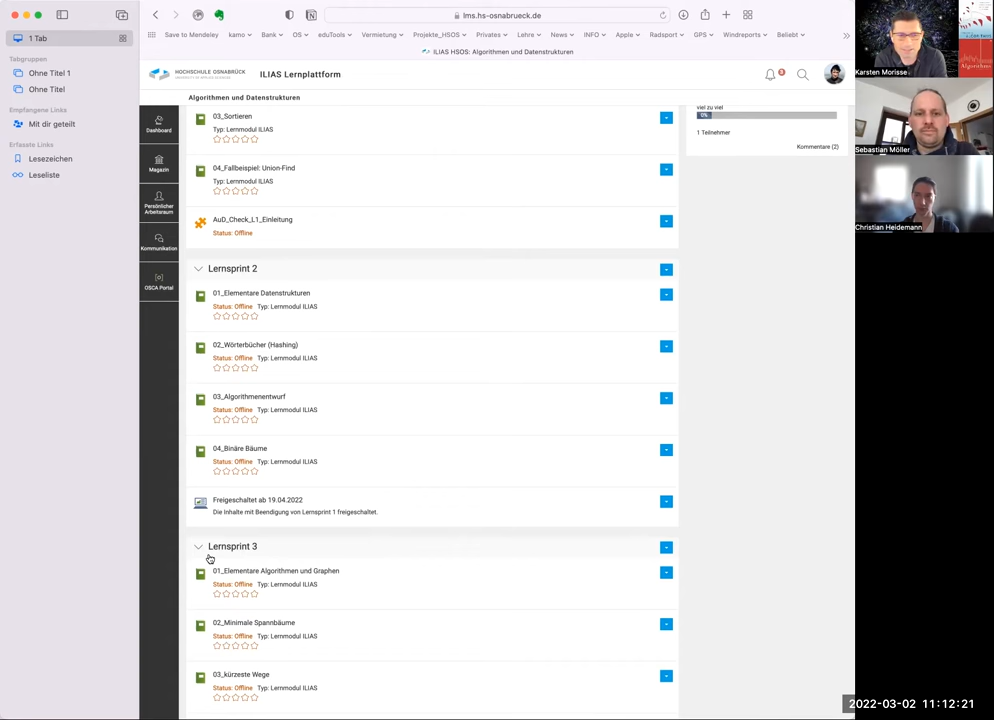 1 Tab
Tabgruppen
Ohne Titel 1
Ohne Titel
Empfangene Links
Mit dir geteilt
Erfasste Links
Lesezeichen
Leseliste
lms.hs-osnabrueck.de
Save to Mendeley
kamo
Bank
OS
eduTools
Vermietung
Projekte_HSOS
Privates
Lehre
News
INFO
Apple
Radsport
GPS
Windreports
Beliebt
ILIAS HSOS: Algorithmen und Datenstrukturen
HOCHSCHULE OSNABRÜCK
UNIVERSITY OF APPLIED SCIENCES
ILIAS Lernplattform
Algorithmen und Datenstrukturen
Dashboard
Magazin
Persönlicher
Arbeitsraum
Kommunikation
OSCA Portal
03_Sortieren
Typ: Lernmodul ILIAS
04_Fallbeispiel: Union-Find
Typ: Lernmodul ILIAS
AuD_Check_L1_Einleitung
Status: Offline
Lernsprint 2
01_Elementare Datenstrukturen
Status: Offline Typ: Lernmodul ILIAS
02_Wörterbücher (Hashing)
Status: Offline Typ: Lernmodul ILIAS
03_Algorithmenentwurf
Status: Offline Typ: Lernmodul ILIAS
04_Binäre Bäume
Status: Offline Typ: Lernmodul ILIAS
Freigeschaltet ab 19.04.2022
Die Inhalte mit Beendigung von Lernsprint 1 freigeschaltet.
Lernsprint 3
01_Elementare Algorithmen und Graphen
Status: Offline Typ: Lernmodul ILIAS
02_Minimale Spannbäume
Status: Offline Typ: Lernmodul ILIAS
03_kürzeste Wege
Status: Offline Typ: Lernmodul ILIAS
viel zu viel
0%
1 Teilnehmer
Kommentare (2)
Karsten Morisse
Algorithmen
Sebastian Möller
Christian Heidemann
2022-03-02 11:12:21